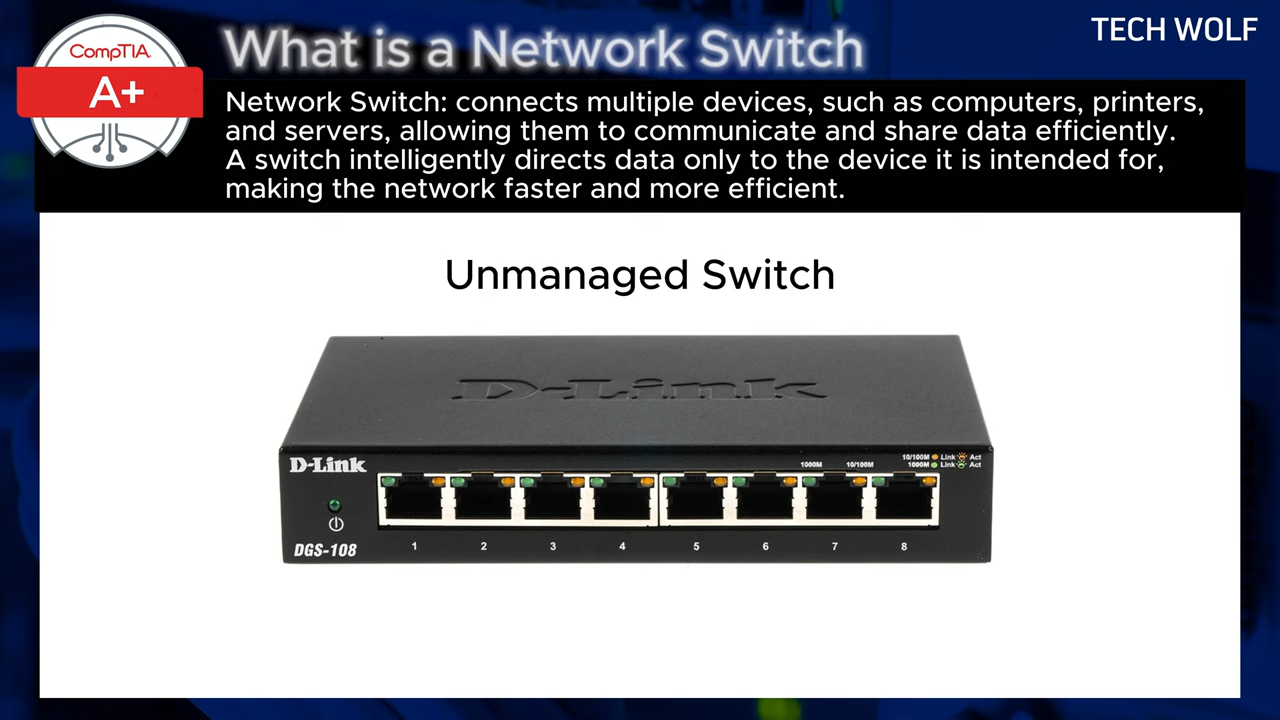 CompTIA.
A+
What is a Network Switch
TECH WOLF
Network Switch: connects multiple devices, such as computers, printers,
and servers, allowing them to communicate and share data efficiently.
A switch intelligently directs data only to the device it is intended for,
making the network faster and more efficient.
Unmanaged Switch
D-Link
D-Link
1000M 10/100M
10/100M Link Act
1000M Link Act
DGS-108
1 2 3 4 5 6 7 8